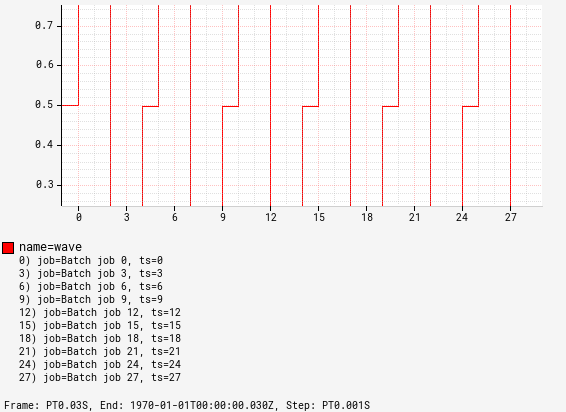 0.7
0.6
0.5
0.4
0.3
0 3 6 9 12 15 18 21 24 27
name=wave
0) job=Batch job 0, ts=0
3) job=Batch job 3, ts=3
6) job=Batch job 6, ts=6
9) job=Batch job 9, ts=9
12) job=Batch job 12, ts=12
15) job=Batch job 15, ts=15
18) job=Batch job 18, ts=18
21) job=Batch job 21, ts=21
24) job=Batch job 24, ts=24
27) job=Batch job 27, ts=27
Frame: PT0.03S, End: 1970-01-01T00:00:00.030Z, Step: PT0.001S